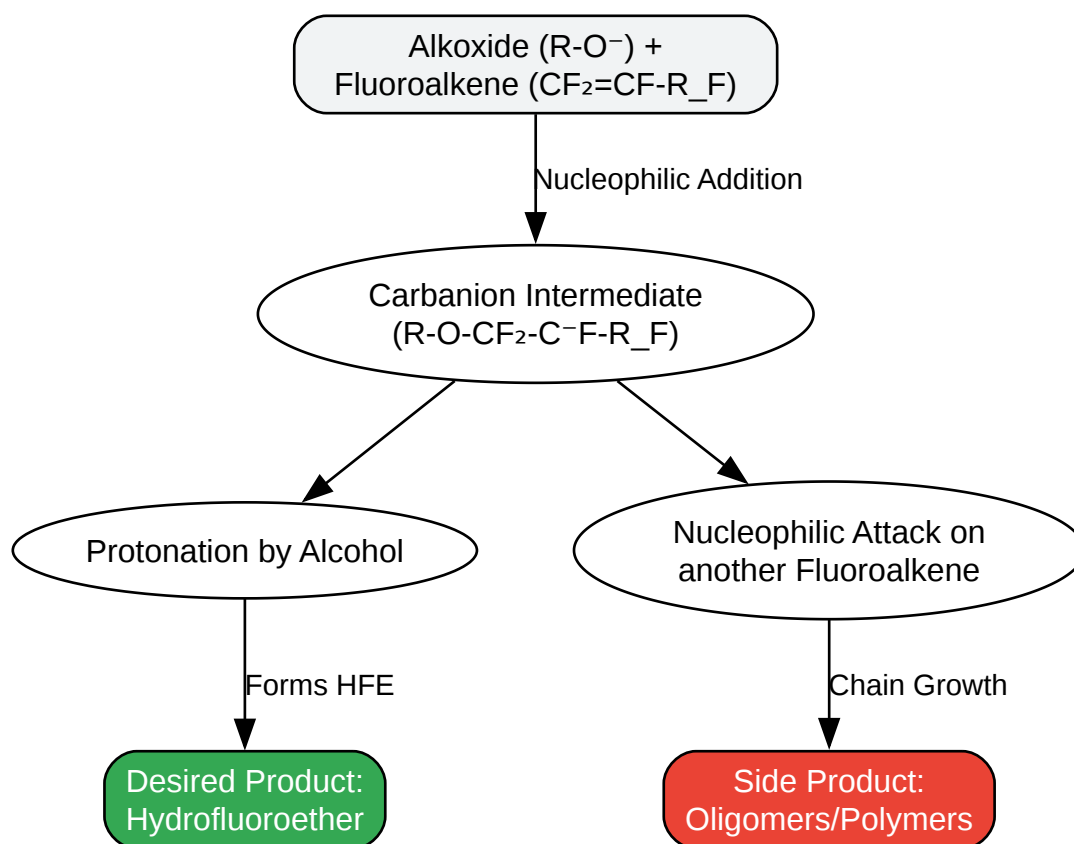 Alkoxide (R-O⁻) +
Fluoroalkene (CF₂=CF-R_F)
Nucleophilic Addition
Carbanion Intermediate
(R-O-CF₂-C⁻F-R_F)
Protonation by Alcohol
Nucleophilic Attack on
another Fluoroalkene
Forms HFE
Chain Growth
Desired Product:
Hydrofluoroether
Side Product:
Oligomers/Polymers